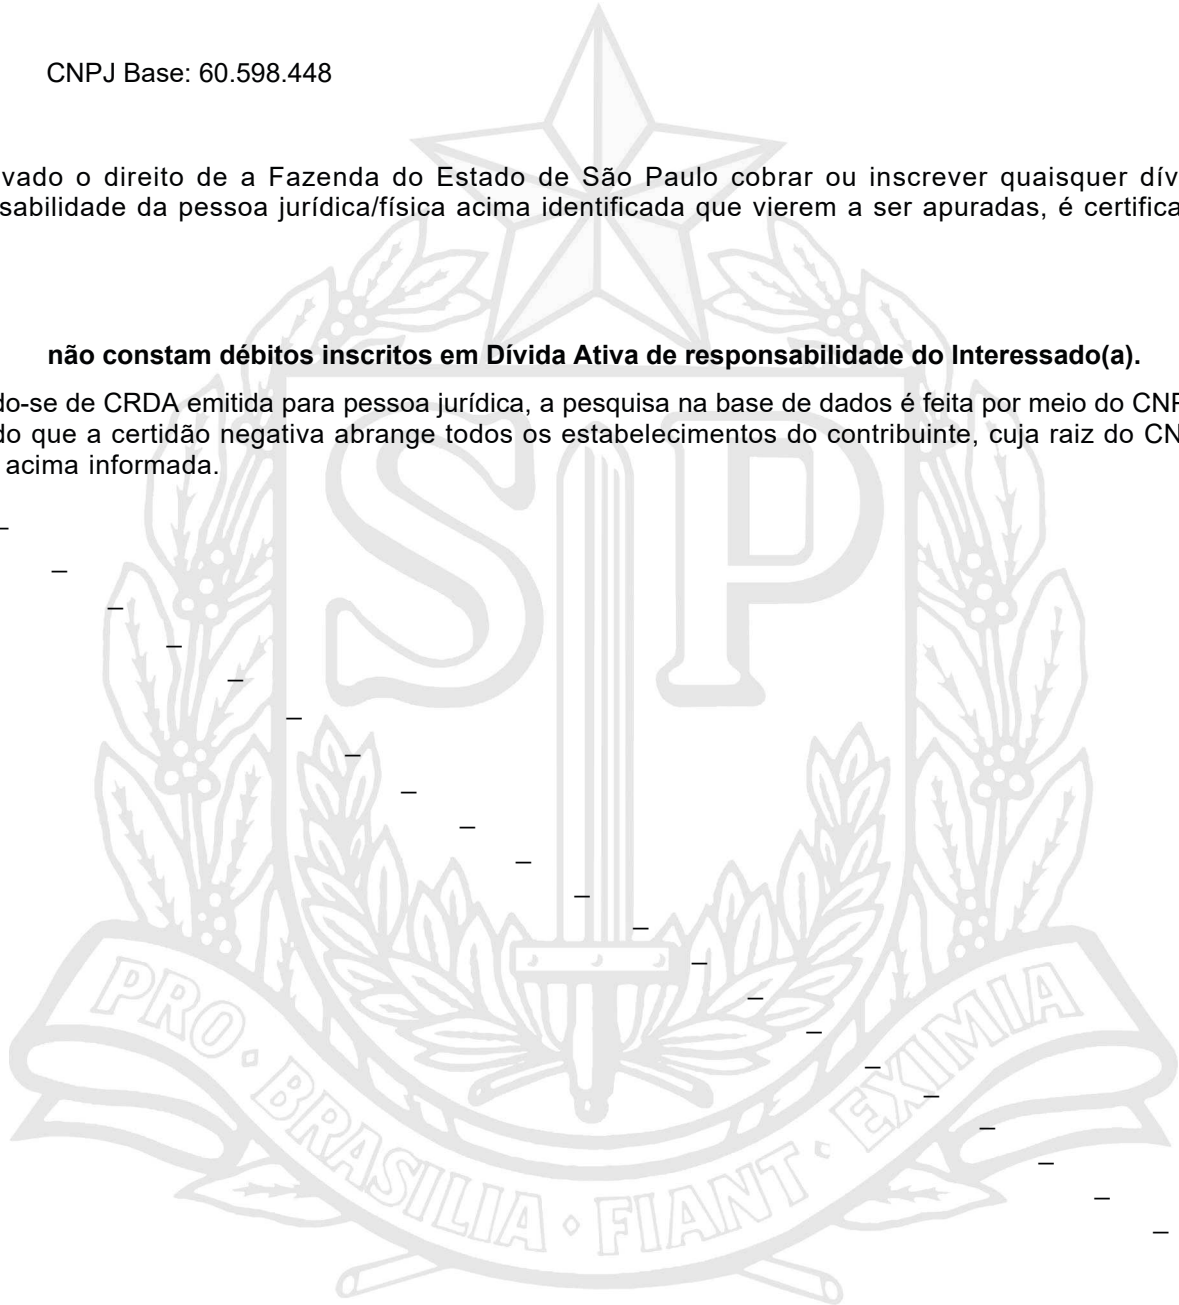 CNPJ Base: 60.598.448
vado o direito de a Fazenda do Estado de São Paulo cobrar ou inscrever quaisquer dív
sabilidade da pessoa jurídica/física acima identificada que vierem a ser apuradas, é certifica
não constam débitos inscritos em Dívida Ativa de responsabilidade do Interessado(a).
do-se de CRDA emitida para pessoa jurídica, a pesquisa na base de dados é feita por meio do CNP
do que a certidão negativa abrange todos os estabelecimentos do contribuinte, cuja raiz do CN
acima informada.
SP
PRO • BRASILIA • FIANT • EXIMIA